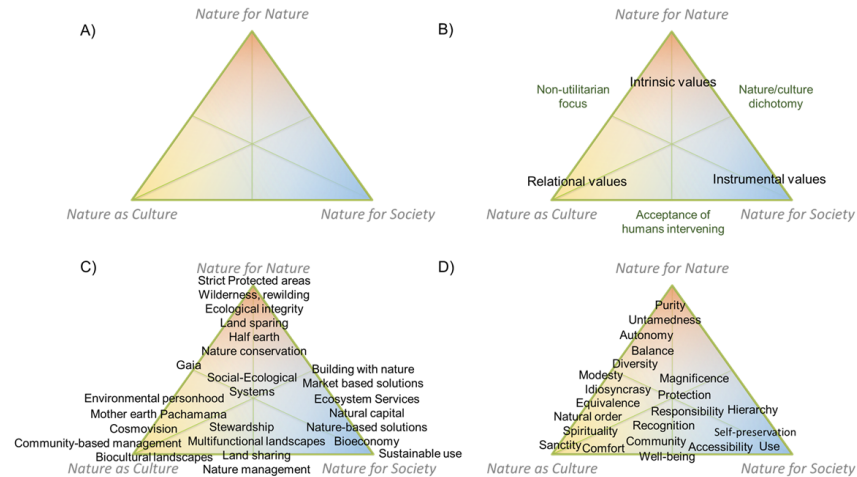 A)
Nature for Nature
Nature as Culture
Nature for Society
B)
Nature for Nature
Intrinsic values
Non-utilitarian
focus
Nature/culture
dichotomy
Relational values
Instrumental values
Nature as Culture
Acceptance of
humans intervening
Nature for Society
C)
Nature for Nature
Strict Protected areas
Wilderness, rewilding
Ecological integrity
Land sparing
Half earth
Nature conservation
Gaia
Building with nature
Social-Ecological
Systems
Market based solutions
Environmental personhood
Ecosystem Services
Mother earth Pachamama
Natural capital
Cosmovision
Stewardship
Nature-based solutions
Community-based management
Multifunctional landscapes
Bioeconomy
Biocultural landscapes
Land sharing
Sustainable use
Nature as Culture
Nature management
Nature for Society
D)
Nature for Nature
Purity
Untamedness
Autonomy
Balance
Diversity
Modesty
Magnificence
Idiosyncrasy
Protection
Equivalence
Responsibility
Hierarchy
Natural order
Recognition
Spirituality
Self-preservation
Sanctity
Comfort
Community
Accessibility
Use
Well-being
Nature as Culture
Nature for Society